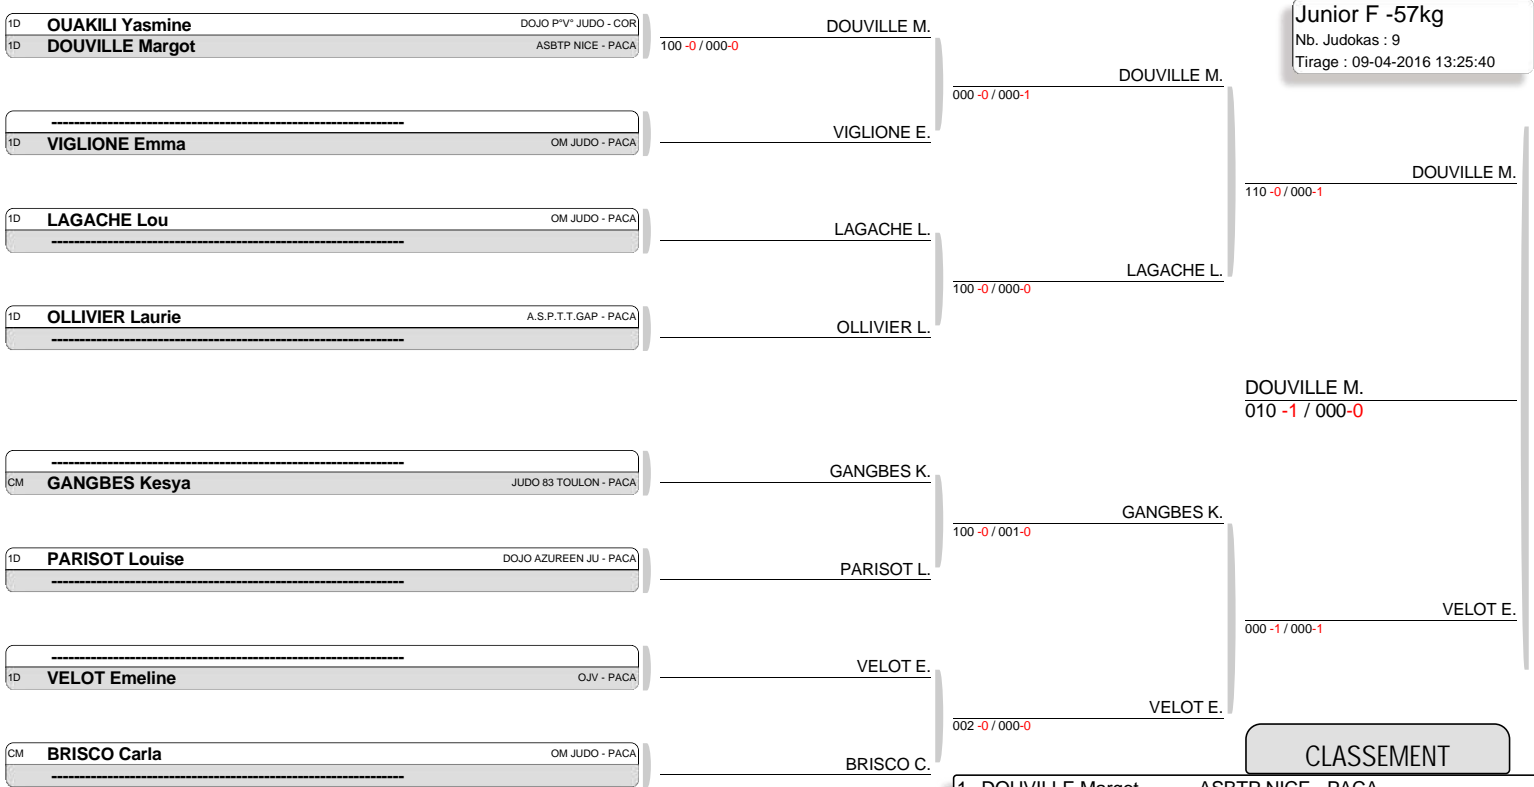 Junior F -57kg
Nb. Judokas : 9
Tirage : 09-04-2016 13:25:40
1D OUAKILI Yasmine DOJO P°V° JUDO - COR
1D DOUVILLE Margot ASBTP NICE - PACA
------------------------------------------------------------------
1D VIGLIONE Emma OM JUDO - PACA
1D LAGACHE Lou OM JUDO - PACA
------------------------------------------------------------------
1D OLLIVIER Laurie A.S.P.T.T.GAP - PACA
------------------------------------------------------------------
------------------------------------------------------------------
CM GANGBES Kesya JUDO 83 TOULON - PACA
1D PARISOT Louise DOJO AZUREEN JU - PACA
------------------------------------------------------------------
------------------------------------------------------------------
1D VELOT Emeline OJV - PACA
CM BRISCO Carla OM JUDO - PACA
------------------------------------------------------------------
DOUVILLE M.
100 -0 / 000-0
VIGLIONE E.
LAGACHE L.
OLLIVIER L.
GANGBES K.
PARISOT L.
VELOT E.
BRISCO C.
DOUVILLE M.
000 -0 / 000-1
LAGACHE L.
100 -0 / 000-0
GANGBES K.
100 -0 / 001-0
VELOT E.
002 -0 / 000-0
DOUVILLE M.
110 -0 / 000-1
DOUVILLE M.
010 -1 / 000-0
VELOT E.
000 -1 / 000-1
CLASSEMENT
1 DOUVILLE Margot ASBTP NICE - PACA